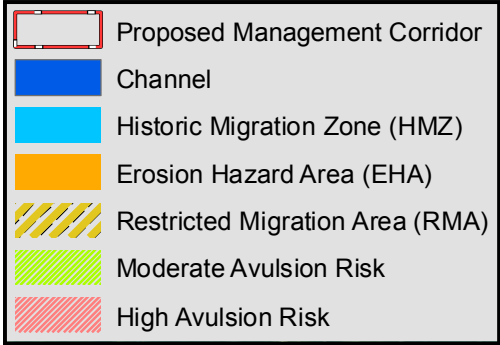 Proposed Management Corridor
Channel
Historic Migration Zone (HMZ)
Erosion Hazard Area (EHA)
Restricted Migration Area (RMA)
Moderate Avulsion Risk
High Avulsion Risk